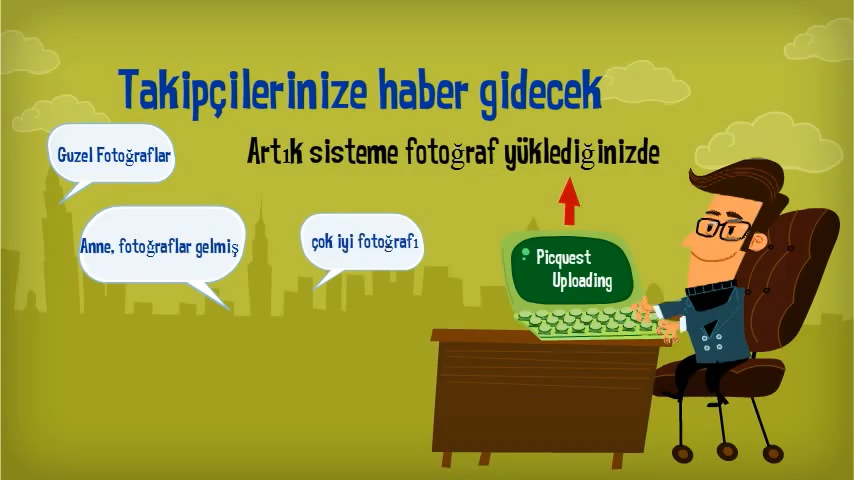 Takipçilerinize haber gidecek
Artık sisteme fotoğraf yüklediğinizde
Guzel Fotoğraflar
Anne, fotoğraflar gelmiş
çok iyi fotoğrafı
Picquest
Uploading